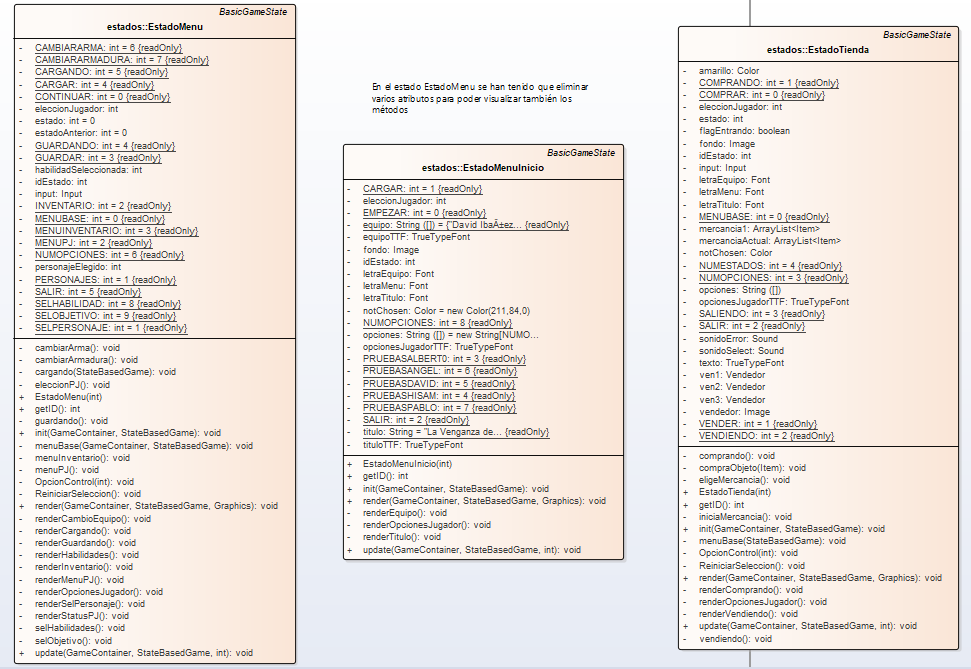 BasicGameState
estados::EstadoMenu
- CAMBIARARMA: int = 6 {readOnly}
- CAMBIARARMADURA: int = 7 {readOnly}
- CARGANDO: int = 5 {readOnly}
- CARGAR: int = 4 {readOnly}
- CONTINUAR: int = 0 {readOnly}
- eleccionJugador: int
- estado: int = 0
- estadoAnterior: int = 0
- GUARDANDO: int = 4 {readOnly}
- GUARDAR: int = 3 {readOnly}
- habilidadSeleccionada: int
- idEstado: int
- input: Input
- INVENTARIO: int = 2 {readOnly}
- MENUBASE: int = 0 {readOnly}
- MENUINVENTARIO: int = 3 {readOnly}
- MENUPJ: int = 2 {readOnly}
- NUMOPCIONES: int = 6 {readOnly}
- personajeElegido: int
- PERSONAJES: int = 1 {readOnly}
- SALIR: int = 5 {readOnly}
- SELHABILIDAD: int = 8 {readOnly}
- SELOBJETIVO: int = 9 {readOnly}
- SELPERSONAJE: int = 1 {readOnly}
- cambiarArma(): void
- cambiarArmadura(): void
- cargando(StateBasedGame): void
- eleccionPJ(): void
+ EstadoMenu(int)
+ getID(): int
- guardando(): void
+ init(GameContainer, StateBasedGame): void
- menuBase(GameContainer, StateBasedGame): void
- menuInventario(): void
- menuPJ(): void
- OpcionControl(int): void
- ReiniciarSeleccion(): void
+ render(GameContainer, StateBasedGame, Graphics): void
- renderCambioEquipo(): void
- renderCargando(): void
- renderGuardando(): void
- renderHabilidades(): void
- renderInventario(): void
- renderMenuPJ(): void
- renderOpcionesJugador(): void
- renderSelPersonaje(): void
- renderStatusPJ(): void
- selHabilidades(): void
- selObjetivo(): void
+ update(GameContainer, StateBasedGame, int): void
En el estado EstadoMenu se han tenido que eliminar
varios atributos para poder visualizar también los
métodos
BasicGameState
estados::EstadoMenuInicio
- CARGAR: int = 1 {readOnly}
- eleccionJugador: int
- EMPEZAR: int = 0 {readOnly}
- equipo: String ([]) = {"David IbaÃ±ez... {readOnly}
- equipoTTF: TrueTypeFont
- fondo: Image
- idEstado: int
- letraEquipo: Font
- letraMenu: Font
- letraTitulo: Font
- notChosen: Color = new Color(211,84,0)
- NUMOPCIONES: int = 8 {readOnly}
- opciones: String ([]) = new String[NUMO...
- opcionesJugadorTTF: TrueTypeFont
- PRUEBASALBERTO: int = 3 {readOnly}
- PRUEBASANGEL: int = 6 {readOnly}
- PRUEBASDAVID: int = 5 {readOnly}
- PRUEBASHISAM: int = 4 {readOnly}
- PRUEBASPABLO: int = 7 {readOnly}
- SALIR: int = 2 {readOnly}
- titulo: String = "La Venganza de... {readOnly}
- tituloTTF: TrueTypeFont
+ EstadoMenuInicio(int)
+ getID(): int
+ init(GameContainer, StateBasedGame): void
+ render(GameContainer, StateBasedGame, Graphics): void
- renderEquipo(): void
- renderOpcionesJugador(): void
- renderTitulo(): void
+ update(GameContainer, StateBasedGame, int): void
BasicGameState
estados::EstadoTienda
- amarillo: Color
- COMPRANDO: int = 1 {readOnly}
- COMPRAR: int = 0 {readOnly}
- eleccionJugador: int
- estado: int
- flagEntrando: boolean
- fondo: Image
- idEstado: int
- input: Input
- letraEquipo: Font
- letraMenu: Font
- letraTitulo: Font
- MENUBASE: int = 0 {readOnly}
- mercancia1: ArrayList<Item>
- mercanciaActual: ArrayList<Item>
- notChosen: Color
- NUMESTADOS: int = 4 {readOnly}
- NUMOPCIONES: int = 3 {readOnly}
- opciones: String ([])
- opcionesJugadorTTF: TrueTypeFont
- SALIENDO: int = 3 {readOnly}
- SALIR: int = 2 {readOnly}
- sonidoError: Sound
- sonidoSelect: Sound
- texto: TrueTypeFont
- ven1: Vendedor
- ven2: Vendedor
- ven3: Vendedor
- vendedor: Image
- VENDER: int = 1 {readOnly}
- VENDIENDO: int = 2 {readOnly}
- comprando(): void
- compraObjeto(Item): void
- eligeMercancia(): void
+ EstadoTienda(int)
+ getID(): int
- iniciaMercancia(): void
+ init(GameContainer, StateBasedGame): void
- menuBase(StateBasedGame): void
- OpcionControl(int): void
- ReiniciarSeleccion(): void
+ render(GameContainer, StateBasedGame, Graphics): void
- renderComprando(): void
- renderOpcionesJugador(): void
- renderVendiendo(): void
+ update(GameContainer, StateBasedGame, int): void
- vendiendo(): void